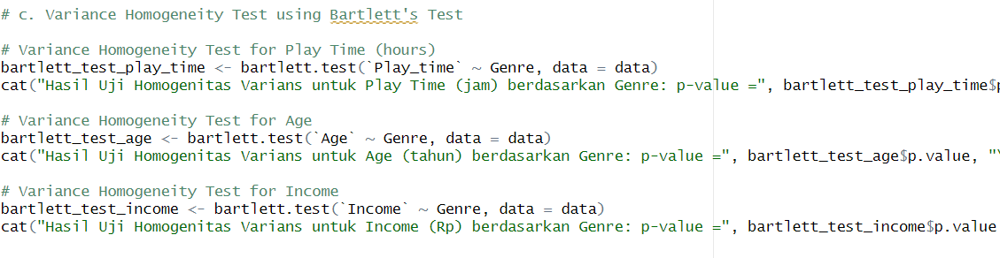 # c. Variance Homogeneity Test using Bartlett's Test
# Variance Homogeneity Test for Play Time (hours)
bartlett_test_play_time <- bartlett.test(`Play_time` ~ Genre, data = data)
cat("Hasil Uji Homogenitas Varians untuk Play Time (jam) berdasarkan Genre: p-value =", bartlett_test_play_time$
# Variance Homogeneity Test for Age
bartlett_test_age <- bartlett.test(`Age` ~ Genre, data = data)
cat("Hasil Uji Homogenitas Varians untuk Age (tahun) berdasarkan Genre: p-value =", bartlett_test_age$p.value, "
# Variance Homogeneity Test for Income
bartlett_test_income <- bartlett.test(`Income` ~ Genre, data = data)
cat("Hasil Uji Homogenitas Varians untuk Income (Rp) berdasarkan Genre: p-value =", bartlett_test_income$p.value